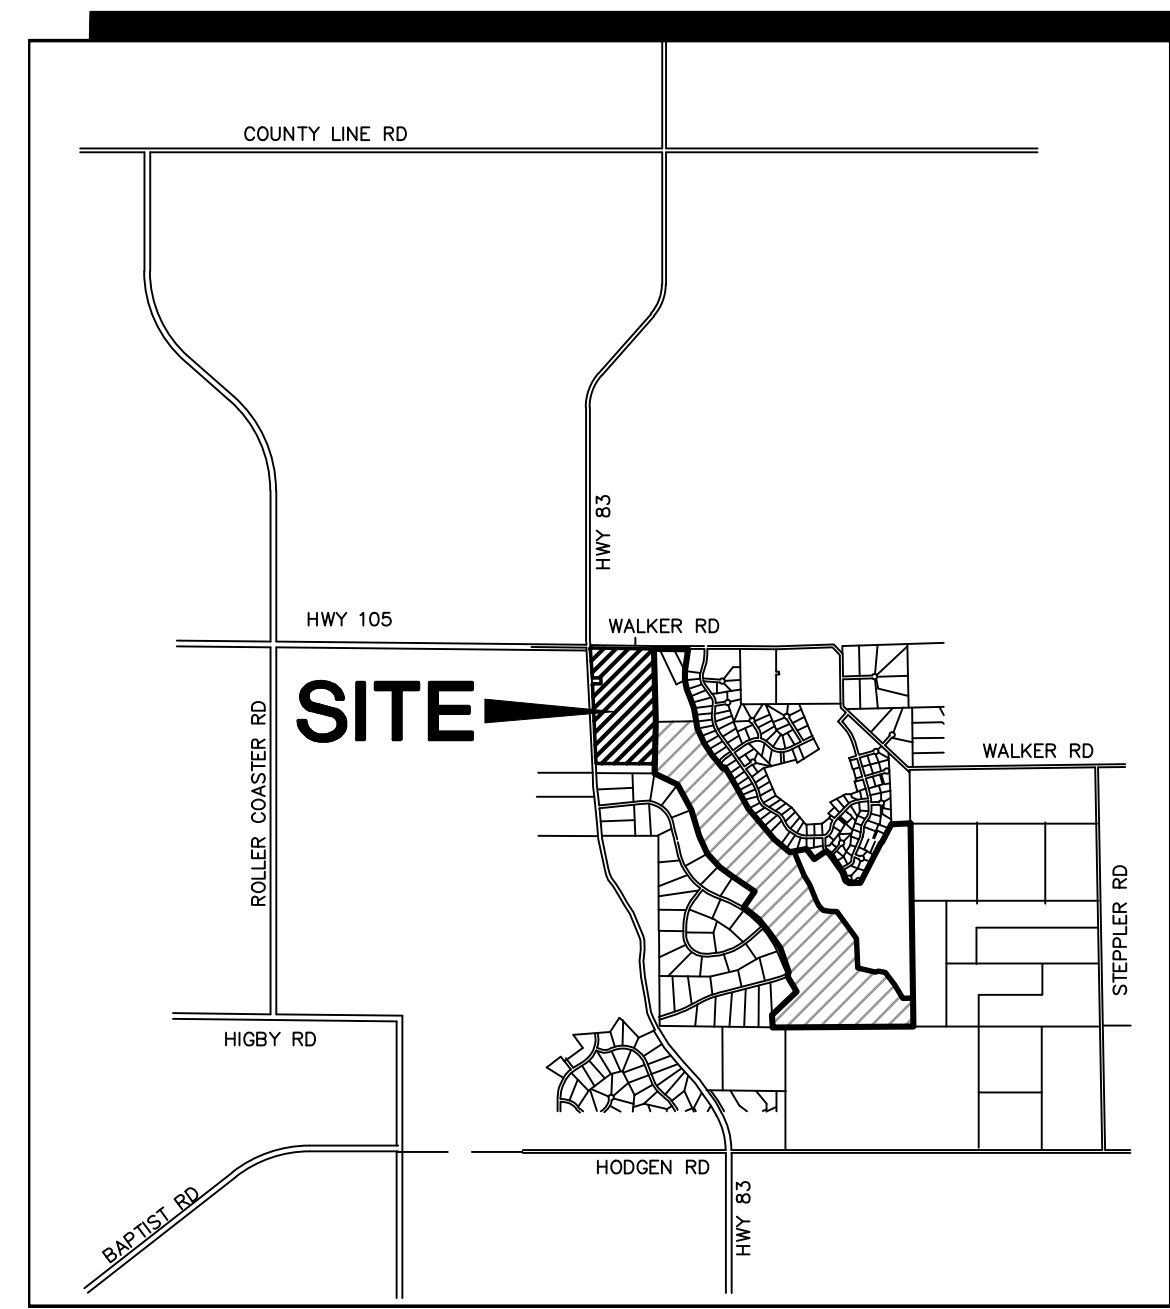 COUNTY LINE RD
HWY 83
HWY 105
WALKER RD
SITE
ROLLER COASTER RD
WALKER RD
STEPPLER RD
HIGBY RD
HODGEN RD
BAPTIST RD
HWY 83